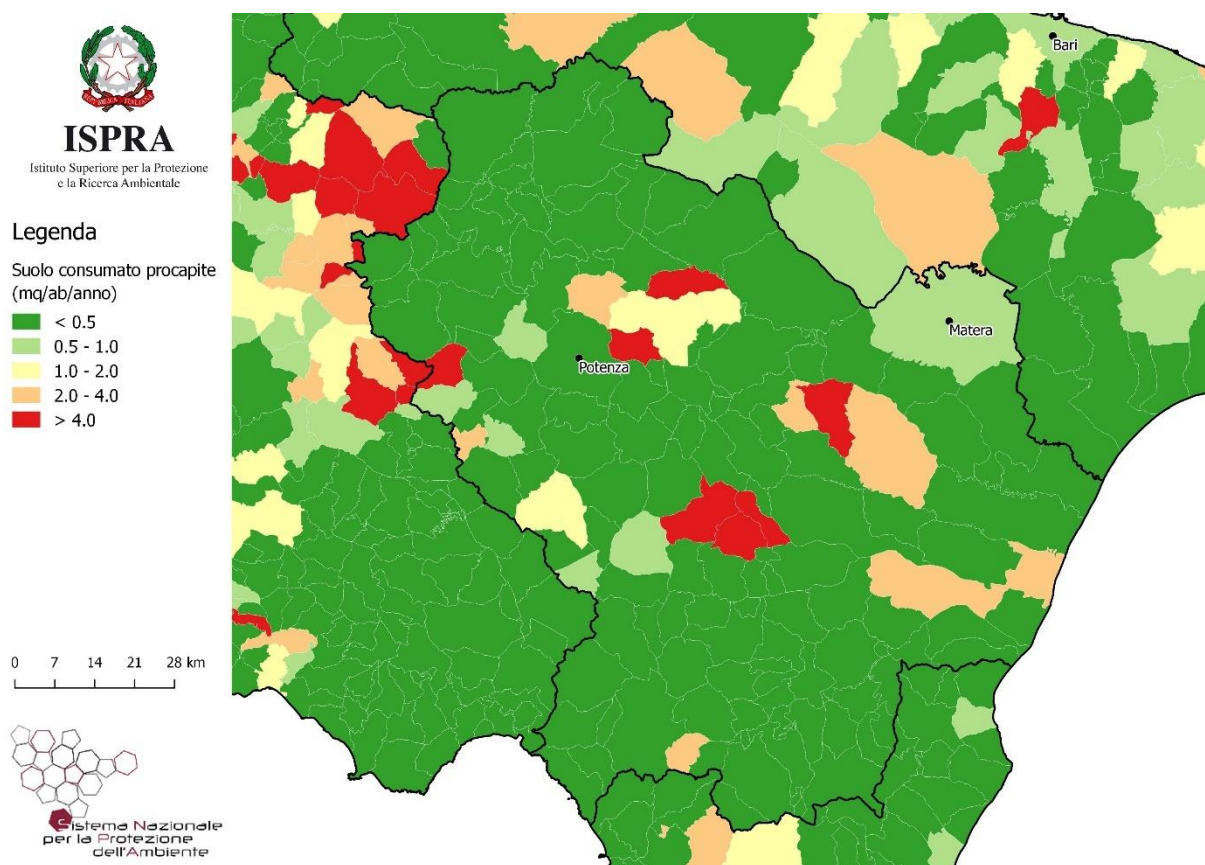 ISPRA
Istituto Superiore per la Protezione
e la Ricerca Ambientale
Legenda
Suolo consumato procapite
(mq/ab/anno)
< 0.5
0.5 - 1.0
1.0 - 2.0
2.0 - 4.0
> 4.0
0 7 14 21 28 km
Sistema Nazionale
per la Protezione
dell'Ambiente
Bari
Matera
Potenza